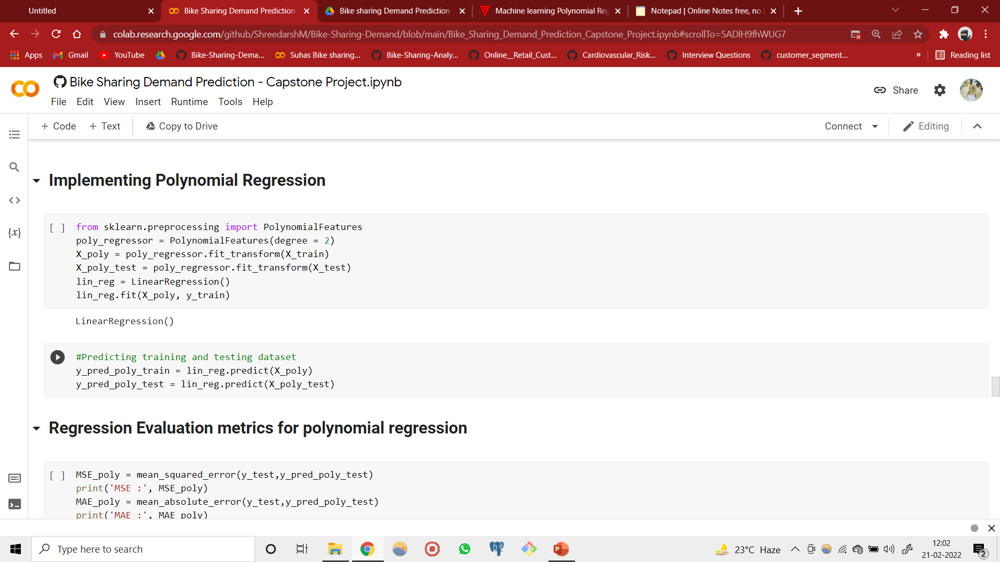 Untitled
Bike Sharing Demand Prediction
Bike sharing Demand Prediction
Machine learning Polynomial Reg
Notepad | Online Notes free, no
colab.research.google.com/github/ShreedarshM/Bike-Sharing-Demand/blob/main/Bike_Sharing_Demand_Prediction_Capstone_Project.ipynb#scrollTo=5ADlH9fhWUG7
Apps
Gmail
YouTube
Bike-Sharing-Dema...
Suhas Bike sharing...
Bike-Sharing-Analy...
Online__Retail_Cust...
Cardiovascular_Risk...
Interview Questions
customer_segment...
»
Reading list
Bike Sharing Demand Prediction - Capstone Project.ipynb
File Edit View Insert Runtime Tools Help
Share
+ Code + Text Copy to Drive
Connect
Editing
Implementing Polynomial Regression
[ ] from sklearn.preprocessing import PolynomialFeatures
poly_regressor = PolynomialFeatures(degree = 2)
X_poly = poly_regressor.fit_transform(X_train)
X_poly_test = poly_regressor.fit_transform(X_test)
lin_reg = LinearRegression()
lin_reg.fit(X_poly, y_train)
LinearRegression()
#Predicting training and testing dataset
y_pred_poly_train = lin_reg.predict(X_poly)
y_pred_poly_test = lin_reg.predict(X_poly_test)
Regression Evaluation metrics for polynomial regression
[ ] MSE_poly = mean_squared_error(y_test,y_pred_poly_test)
print('MSE :', MSE_poly)
MAE_poly = mean_absolute_error(y_test,y_pred_poly_test)
print('MAE :', MAE_poly)
{x}
Type here to search
23°C Haze
12:02
21-02-2022
2